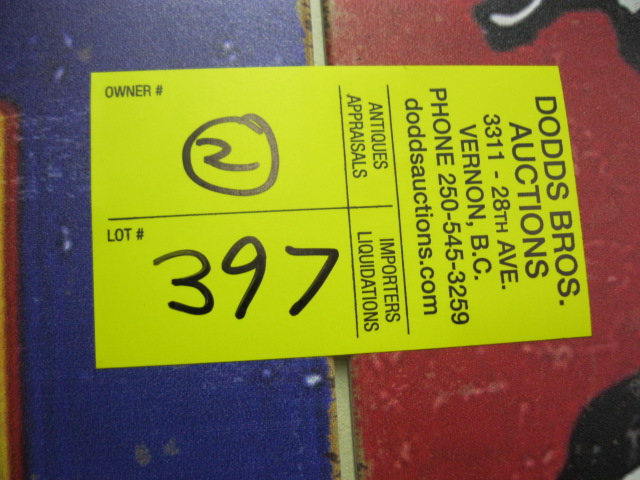 DODDS BROS.
AUCTIONS
3311 - 28TH AVE.
VERNON, B.C.
PHONE 250-545-3259
doddsauctions.com
ANTIQUES
APPRAISALS
IMPORTERS
LIQUIDATIONS
OWNER #
2
LOT #
397